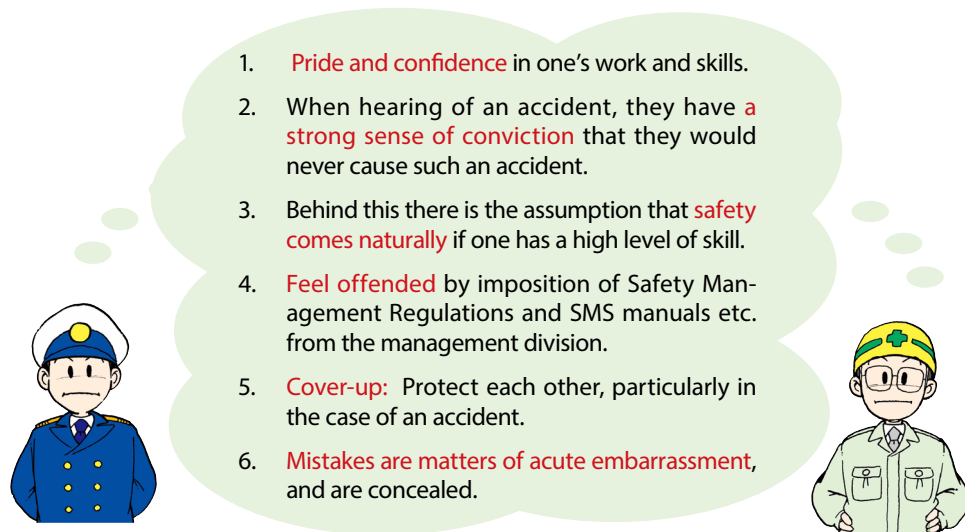 1. Pride and confidence in one’s work and skills.
2. When hearing of an accident, they have a
strong sense of conviction that they would
never cause such an accident.
3. Behind this there is the assumption that safety
comes naturally if one has a high level of skill.
4. Feel offended by imposition of Safety Man-
agement Regulations and SMS manuals etc.
from the management division.
5. Cover-up: Protect each other, particularly in
the case of an accident.
6. Mistakes are matters of acute embarrassment,
and are concealed.